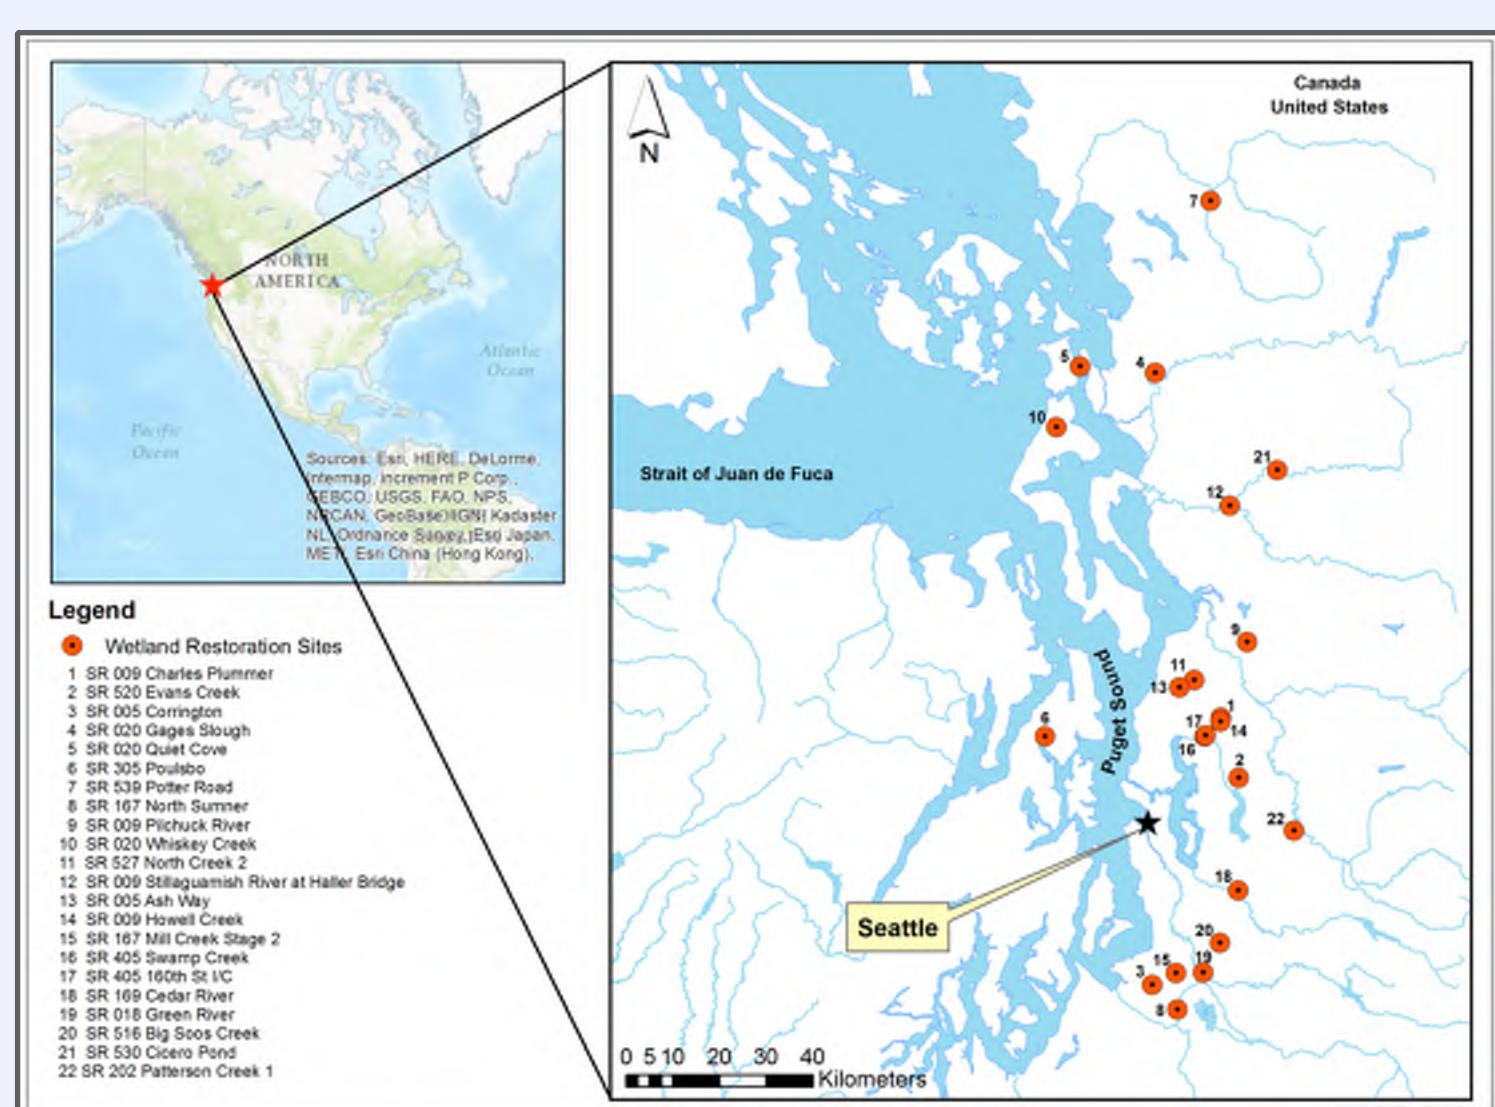 NORTH
AMERICA
Atlantic
Ocean
Pacific
Ocean
Sources: Esri, HERE, DeLorme,
Intermap, increment P Corp.,
GEBCO, USGS, FAO, NPS,
NRCAN, GeoBase, IGN, Kadaster
NL, Ordnance Survey, Esri Japan,
METI, Esri China (Hong Kong),
Legend
Wetland Restoration Sites
1 SR 009 Charles Plummer
2 SR 520 Evans Creek
3 SR 005 Corrington
4 SR 020 Gages Slough
5 SR 020 Quiet Cove
6 SR 305 Poulsbo
7 SR 539 Potter Road
8 SR 167 North Sumner
9 SR 009 Pilchuck River
10 SR 020 Whiskey Creek
11 SR 527 North Creek 2
12 SR 009 Stillaguamish River at Haller Bridge
13 SR 005 Ash Way
14 SR 009 Howell Creek
15 SR 167 Mill Creek Stage 2
16 SR 405 Swamp Creek
17 SR 405 160th St I/C
18 SR 169 Cedar River
19 SR 018 Green River
20 SR 516 Big Soos Creek
21 SR 530 Cicero Pond
22 SR 202 Patterson Creek 1
N
Canada
United States
7
5
4
10
Strait of Juan de Fuca
21
12
9
11
13
Puget Sound
6
1
17
14
16
2
22
Seattle
18
20
15
19
3
8
0 5 10 20 30 40
Kilometers